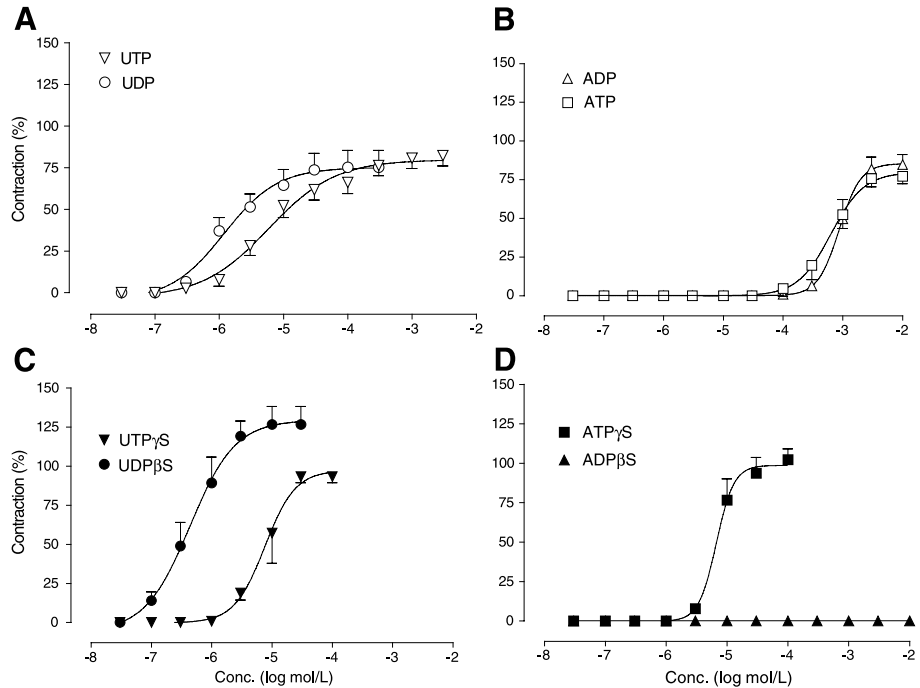 A
150
125
100
75
50
25
0
Contraction (%)
UTP
UDP
-8 -7 -6 -5 -4 -3 -2
B
150
125
100
75
50
25
0
ADP
ATP
-8 -7 -6 -5 -4 -3 -2
C
150
125
100
75
50
25
0
Contraction (%)
UTPγS
UDPβS
-8 -7 -6 -5 -4 -3 -2
Conc. (log mol/L)
D
150
125
100
75
50
25
0
ATPγS
ADPβS
-8 -7 -6 -5 -4 -3 -2
Conc. (log mol/L)